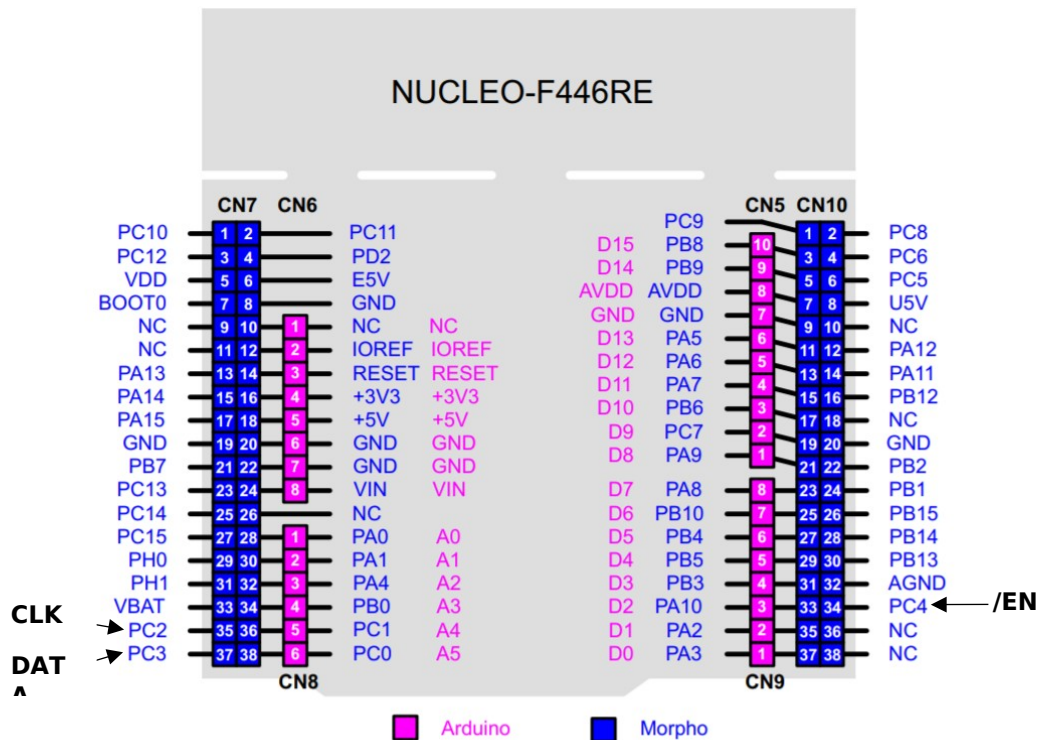 NUCLEO-F446RE
CN7 CN6 CN5 CN10
PC9
PC10 1 2 PC11 1 2 PC8
PC12 3 4 PD2 D15 PB8 10 3 4 PC6
VDD 5 6 E5V D14 PB9 9 5 6 PC5
BOOT0 7 8 GND AVDD AVDD 8 7 8 U5V
NC 9 10 1 NC NC GND GND 7 9 10 NC
NC 11 12 2 IOREF IOREF D13 PA5 6 11 12 PA12
PA13 13 14 3 RESET RESET D12 PA6 5 13 14 PA11
PA14 15 16 4 +3V3 +3V3 D11 PA7 4 15 16 PB12
PA15 17 18 5 +5V +5V D10 PB6 3 17 18 NC
GND 19 20 6 GND GND D9 PC7 2 19 20 GND
PB7 21 22 7 GND GND D8 PA9 1 21 22 PB2
PC13 23 24 8 VIN VIN D7 PA8 8 23 24 PB1
PC14 25 26 NC D6 PB10 7 25 26 PB15
PC15 27 28 1 PA0 A0 D5 PB4 6 27 28 PB14
PH0 29 30 2 PA1 A1 D4 PB5 5 29 30 PB13
PH1 31 32 3 PA4 A2 D3 PB3 4 31 32 AGND
VBAT 33 34 4 PB0 A3 D2 PA10 3 33 34 PC4 /EN
CLK PC2 35 36 5 PC1 A4 D1 PA2 2 35 36 NC
DAT PC3 37 38 6 PC0 A5 D0 PA3 1 37 38 NC
A
CN8 CN9
Arduino Morpho